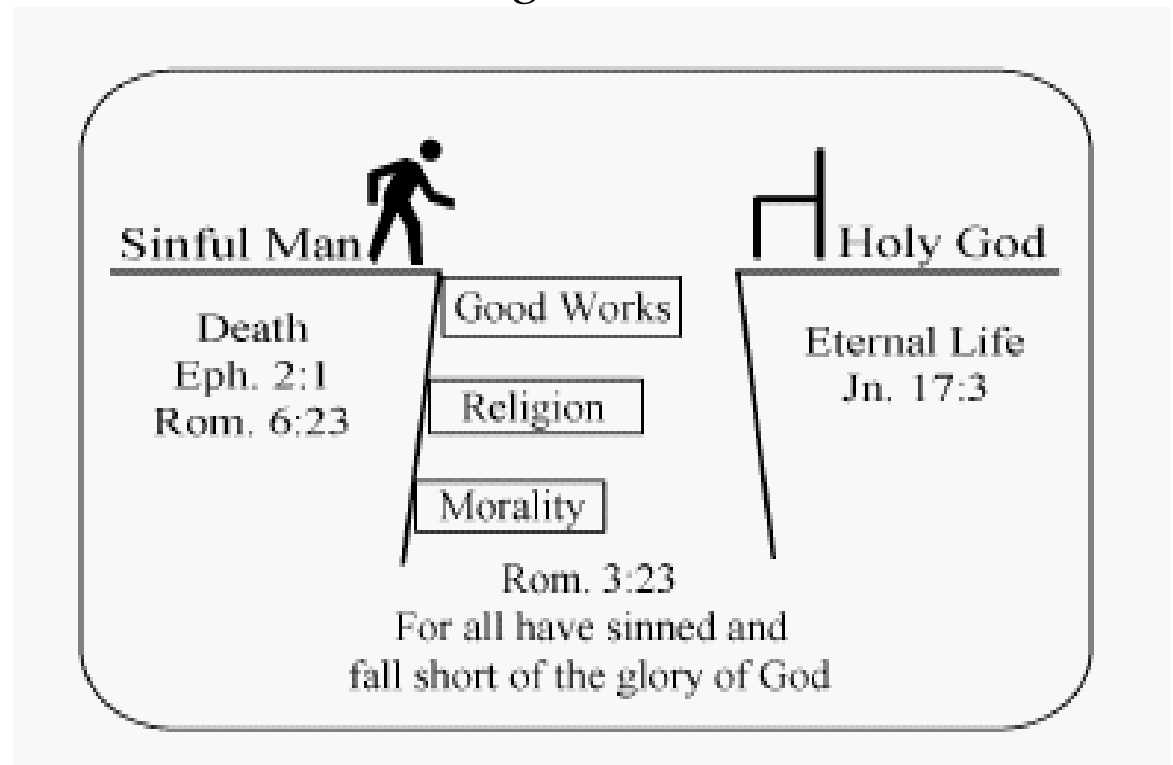 Sinful Man
Holy God
Death
Eph. 2:1
Rom. 6:23
Good Works
Religion
Morality
Eternal Life
Jn. 17:3
Rom. 3:23
For all have sinned and
fall short of the glory of God